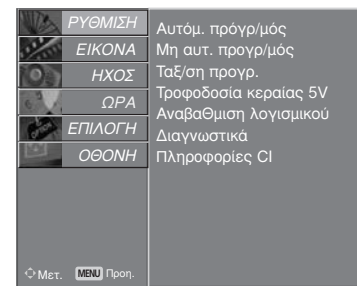 ΡΥΘΜΙΣΗ
ΕΙΚΟΝΑ
ΗΧΟΣ
ΩΡΑ
ΕΠΙΛΟΓΗ
ΟΘΟΝΗ
Αυτόμ. πρόγρ/μός
Μη αυτ. προγρ/μός
Ταξ/ση προγρ.
Τροφοδοσία κεραίας 5V
ΑναβαΘμιση λογισμικού
Διαγνωστικά
Πληροφορίες CI
Μετ. MENU Προη.